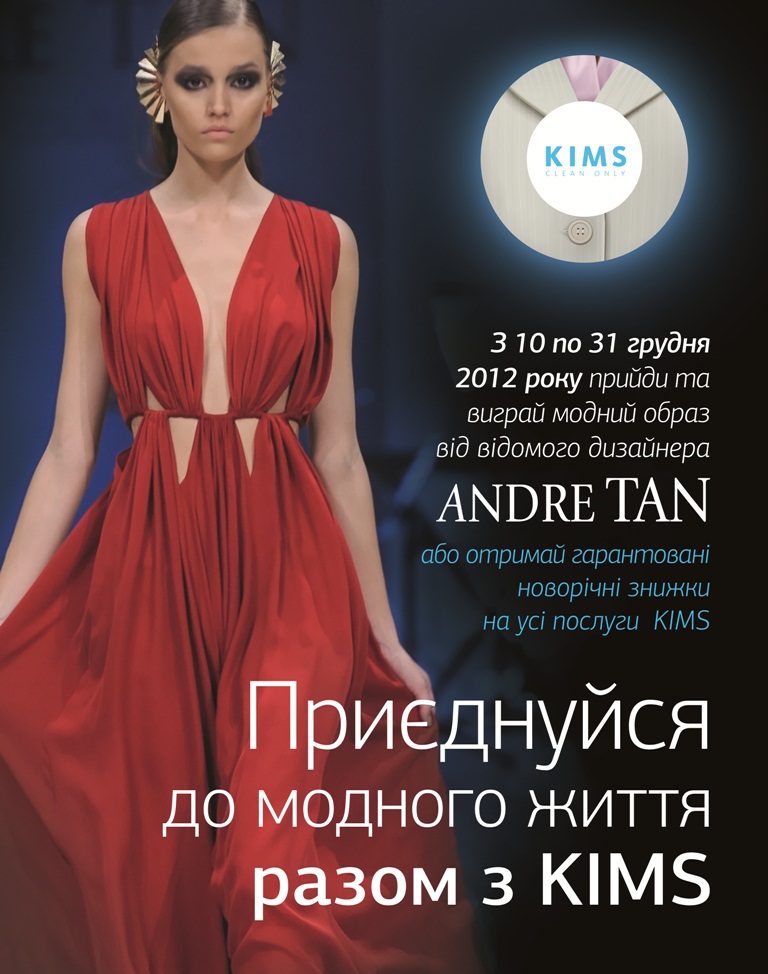 KIMS
CLEAN ONLY
З 10 по 31 грудня
2012 року прийди та
виграй модний образ
від відомого дизайнера
ANDRE TAN
або отримай гарантовані
новорічні знижки
на усі послуги KIMS
Приєднуйся
до модного життя
разом з KIMS